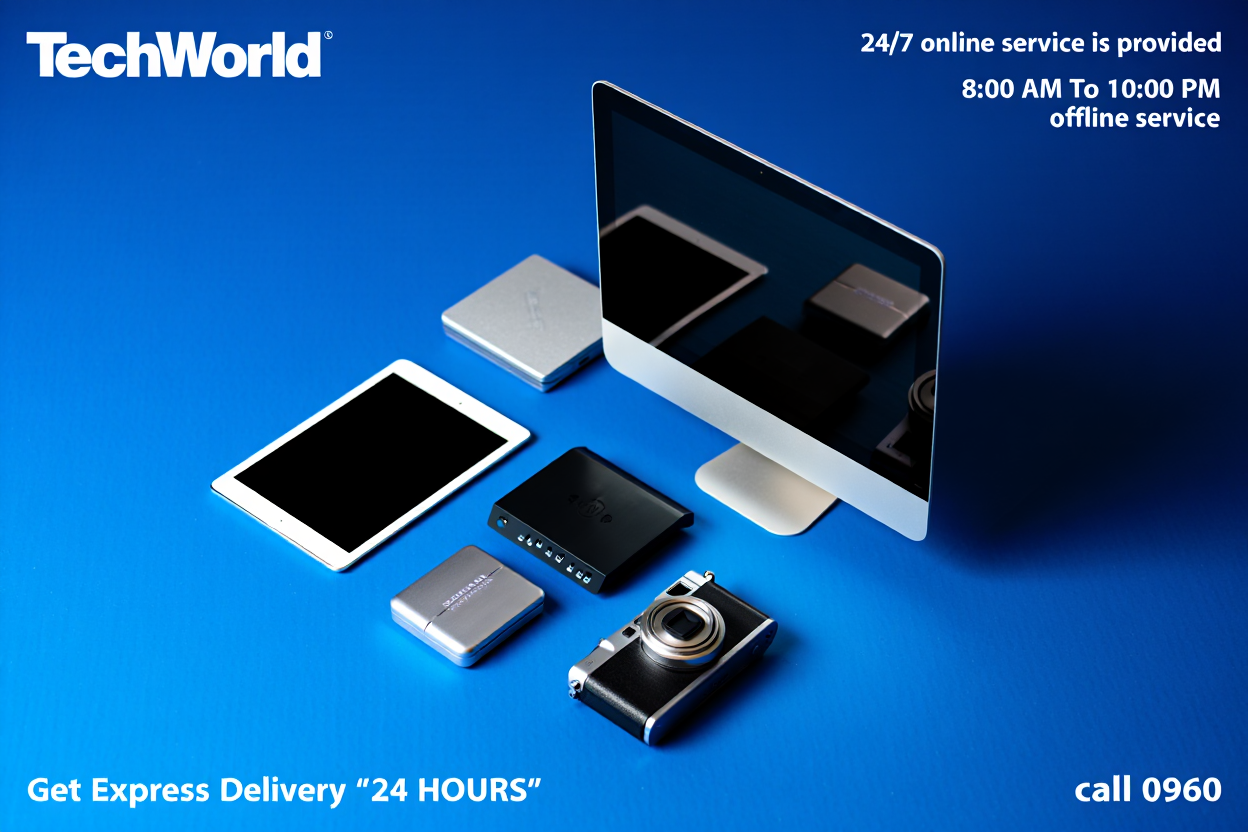 TechWorld
24/7 online service is provided
8:00 AM To 10:00 PM
offline service
Get Express Delivery “24 HOURS”
call 0960